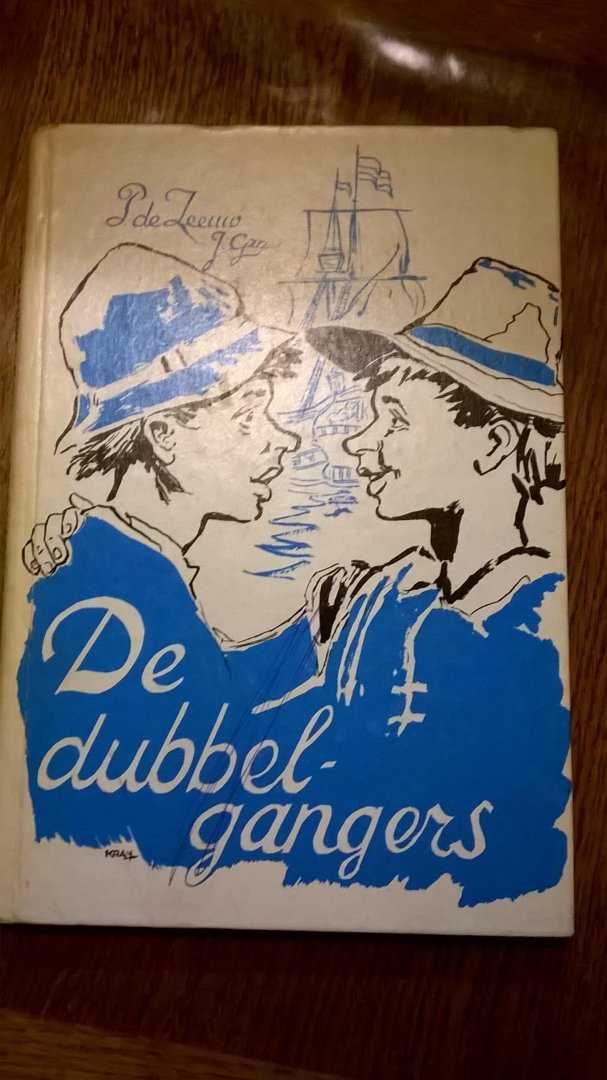 P de Zeeuw
J Gzn
De
dubbel-
gangers